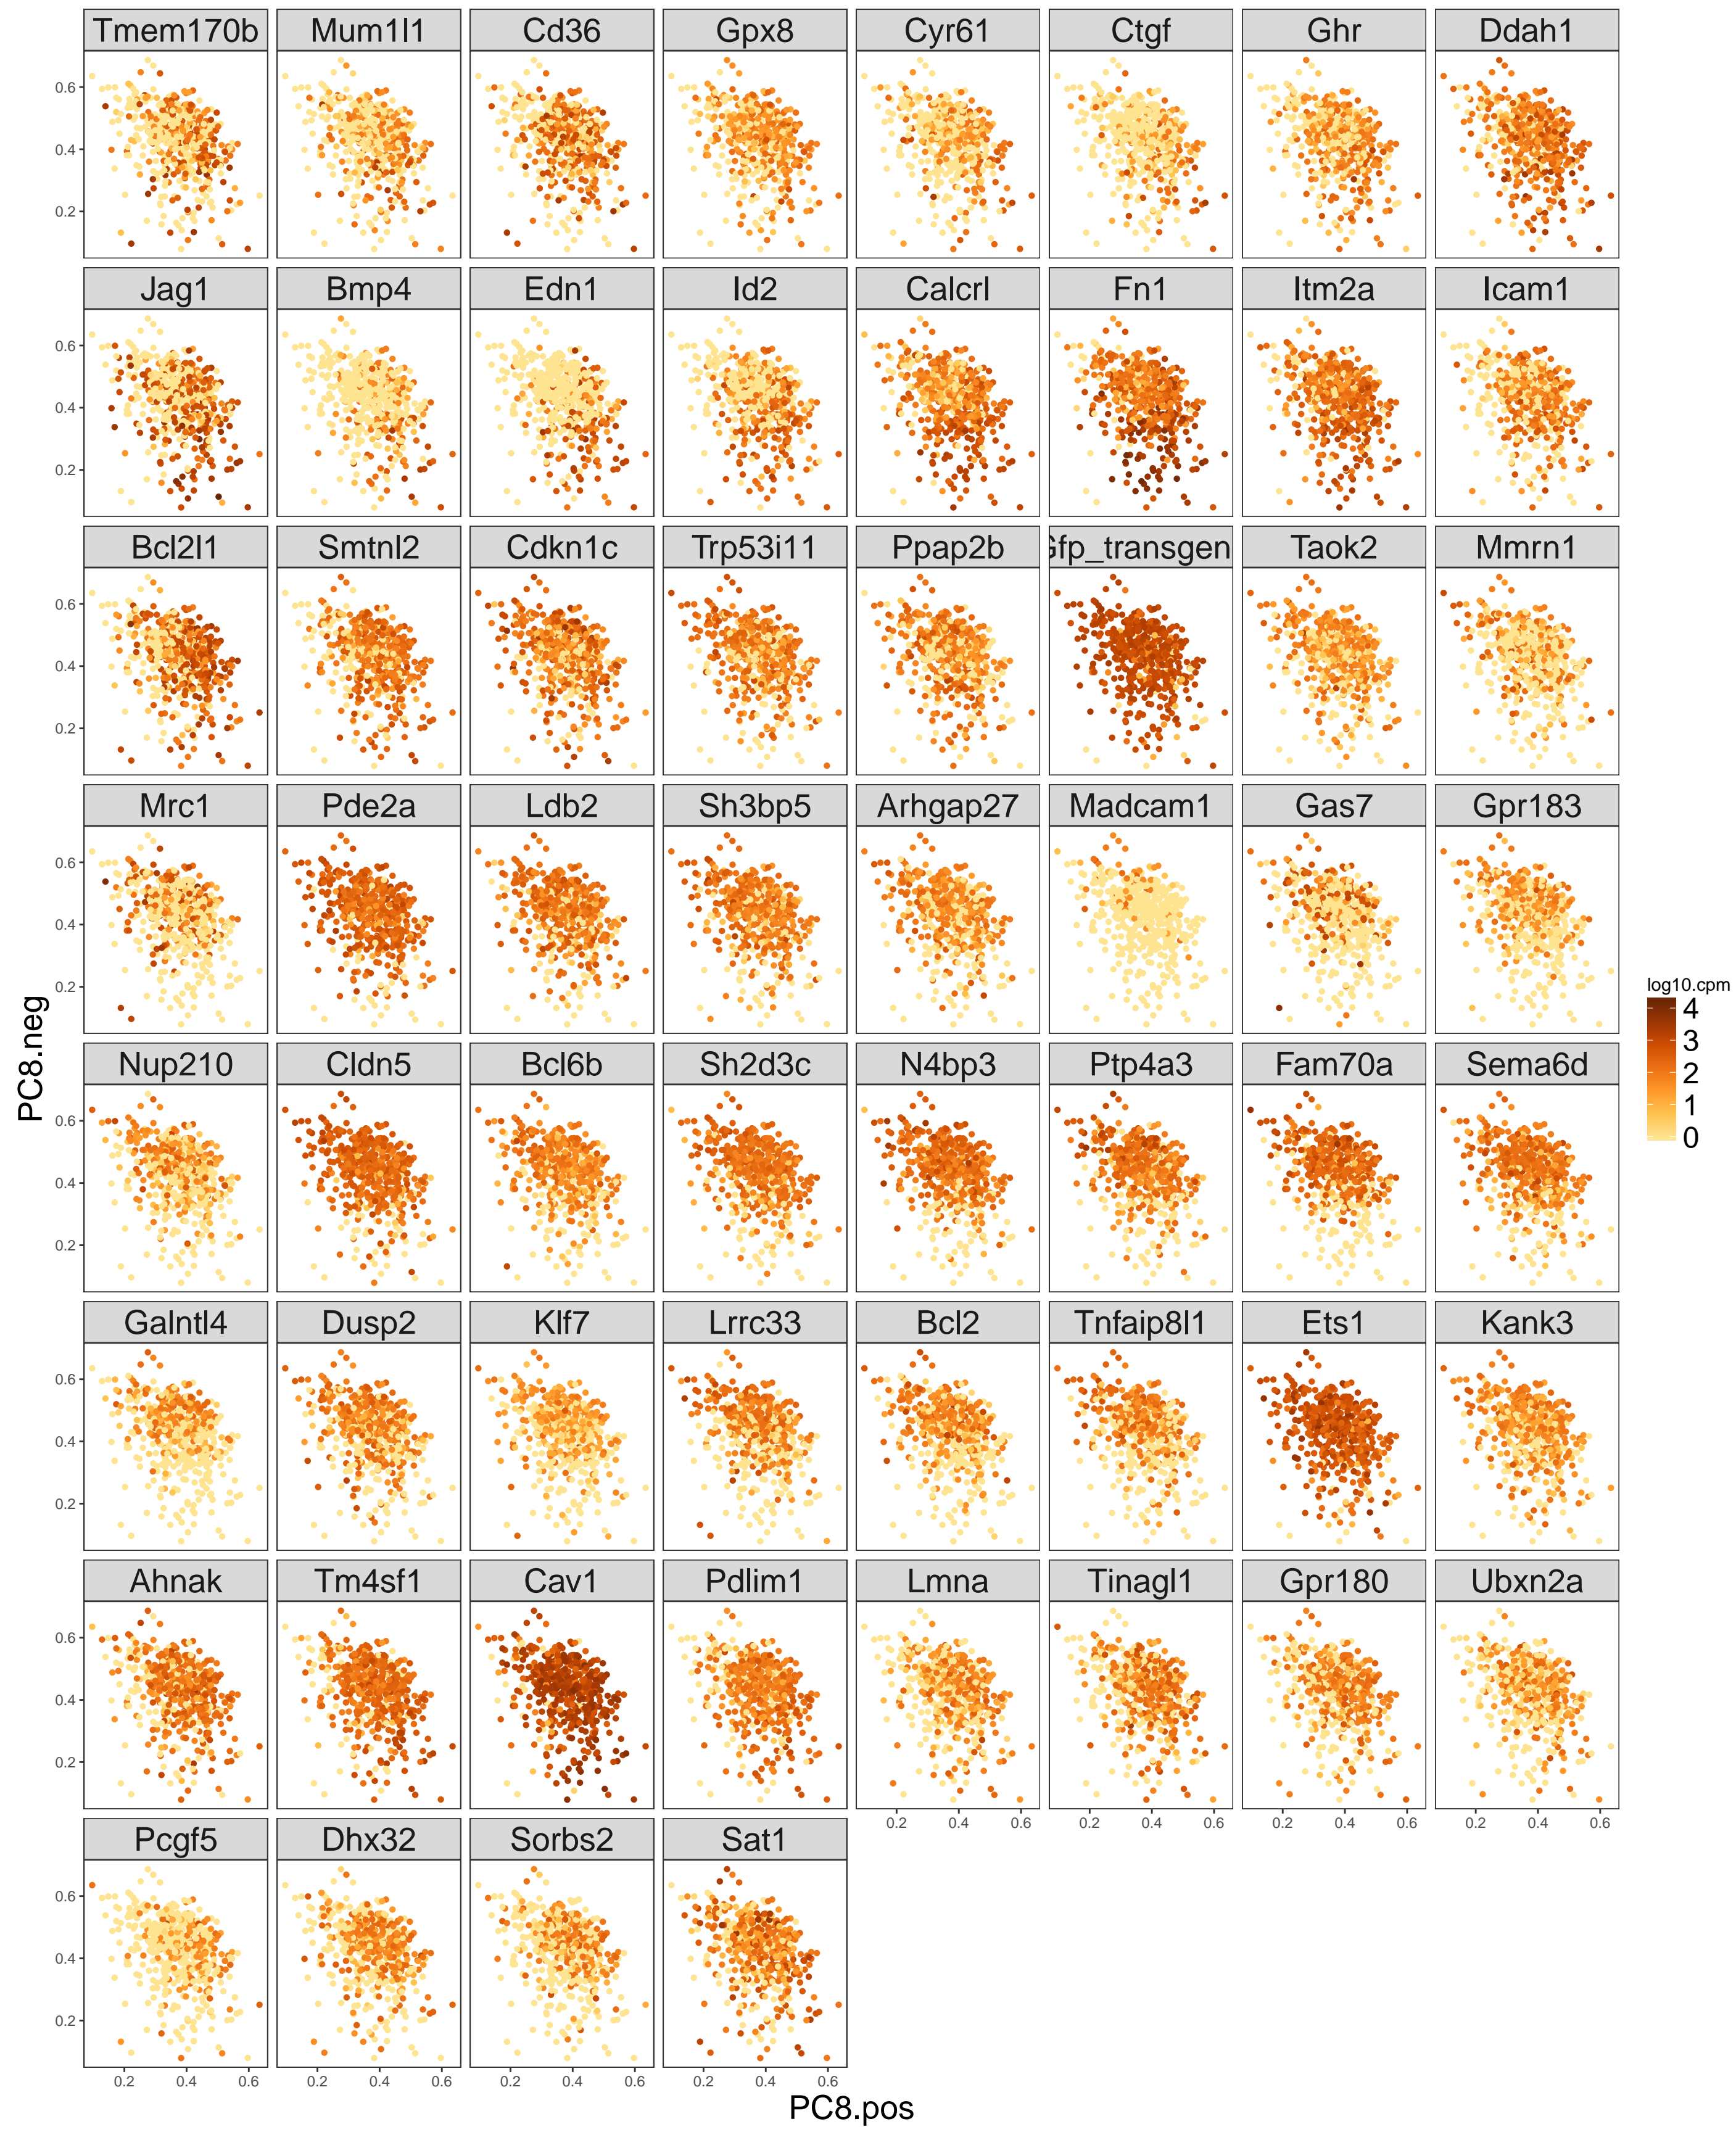 Tmem170b Mum1l1 Cd36 Gpx8 Cyr61 Ctgf Ghr Ddah1
0.6
0.4
0.2
Jag1 Bmp4 Edn1 Id2 Calcrl Fn1 Itm2a Icam1
0.6
0.4
0.2
Bcl2l1 Smtnl2 Cdkn1c Trp53i11 Ppap2b Gfp_transgen Taok2 Mmrn1
0.6
0.4
0.2
Mrc1 Pde2a Ldb2 Sh3bp5 Arhgap27 Madcam1 Gas7 Gpr183
0.6
0.4
0.2
PC8.neg
log10.cpm
4
3
2
1
0
Nup210 Cldn5 Bcl6b Sh2d3c N4bp3 Ptp4a3 Fam70a Sema6d
0.6
0.4
0.2
Galntl4 Dusp2 Klf7 Lrrc33 Bcl2 Tnfaip8l1 Ets1 Kank3
0.6
0.4
0.2
Ahnak Tm4sf1 Cav1 Pdlim1 Lmna Tinagl1 Gpr180 Ubxn2a
0.6
0.4
0.2
0.2 0.4 0.6 0.2 0.4 0.6 0.2 0.4 0.6 0.2 0.4 0.6
Pcgf5 Dhx32 Sorbs2 Sat1
0.6
0.4
0.2
0.2 0.4 0.6 0.2 0.4 0.6 0.2 0.4 0.6 0.2 0.4 0.6
PC8.pos